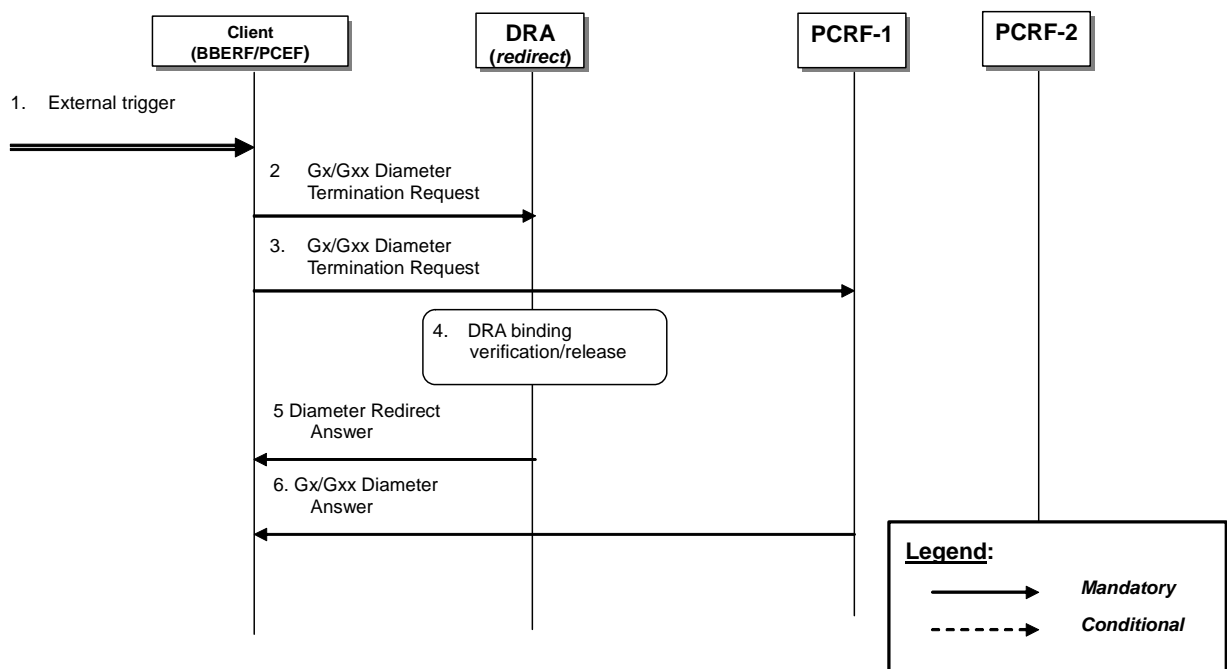 Client
(BBERF/PCEF)
DRA
(redirect)
PCRF-1
PCRF-2
1. External trigger
2 Gx/Gxx Diameter
Termination Request
3. Gx/Gxx Diameter
Termination Request
4. DRA binding
verification/release
5 Diameter Redirect
Answer
6. Gx/Gxx Diameter
Answer
Legend:
Mandatory
Conditional